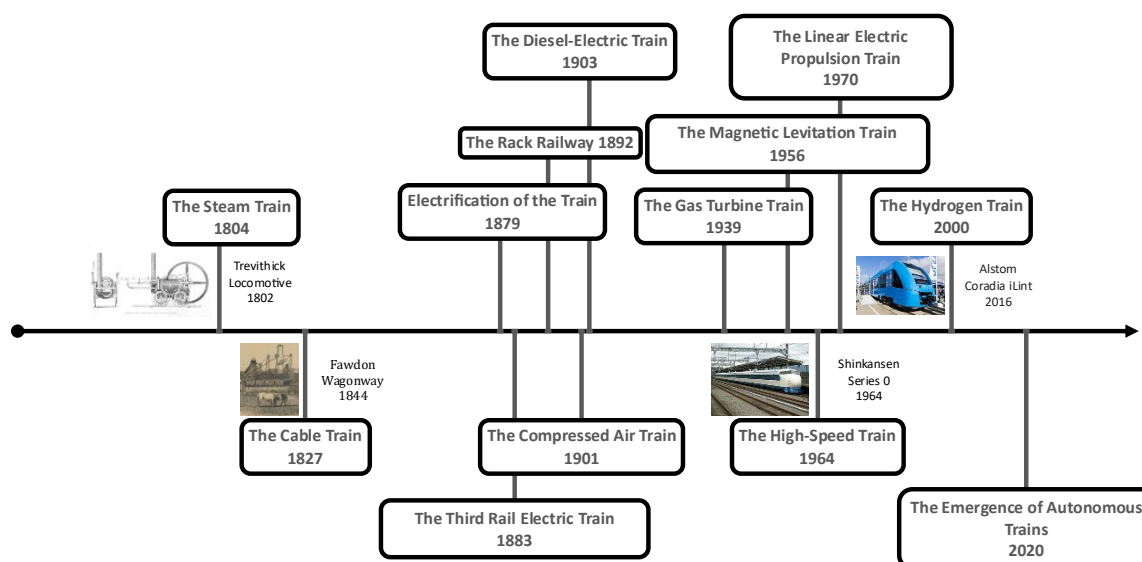 The Diesel-Electric Train
1903
The Linear Electric
Propulsion Train
1970
The Rack Railway 1892
The Magnetic Levitation Train
1956
The Steam Train
1804
Electrification of the Train
1879
The Gas Turbine Train
1939
The Hydrogen Train
2000
Trevithick
Locomotive
1802
Alstom
Coradia iLint
2016
Fawdon
Wagonway
1844
Shinkansen
Series 0
1964
The Cable Train
1827
The Compressed Air Train
1901
The High-Speed Train
1964
The Third Rail Electric Train
1883
The Emergence of Autonomous
Trains
2020